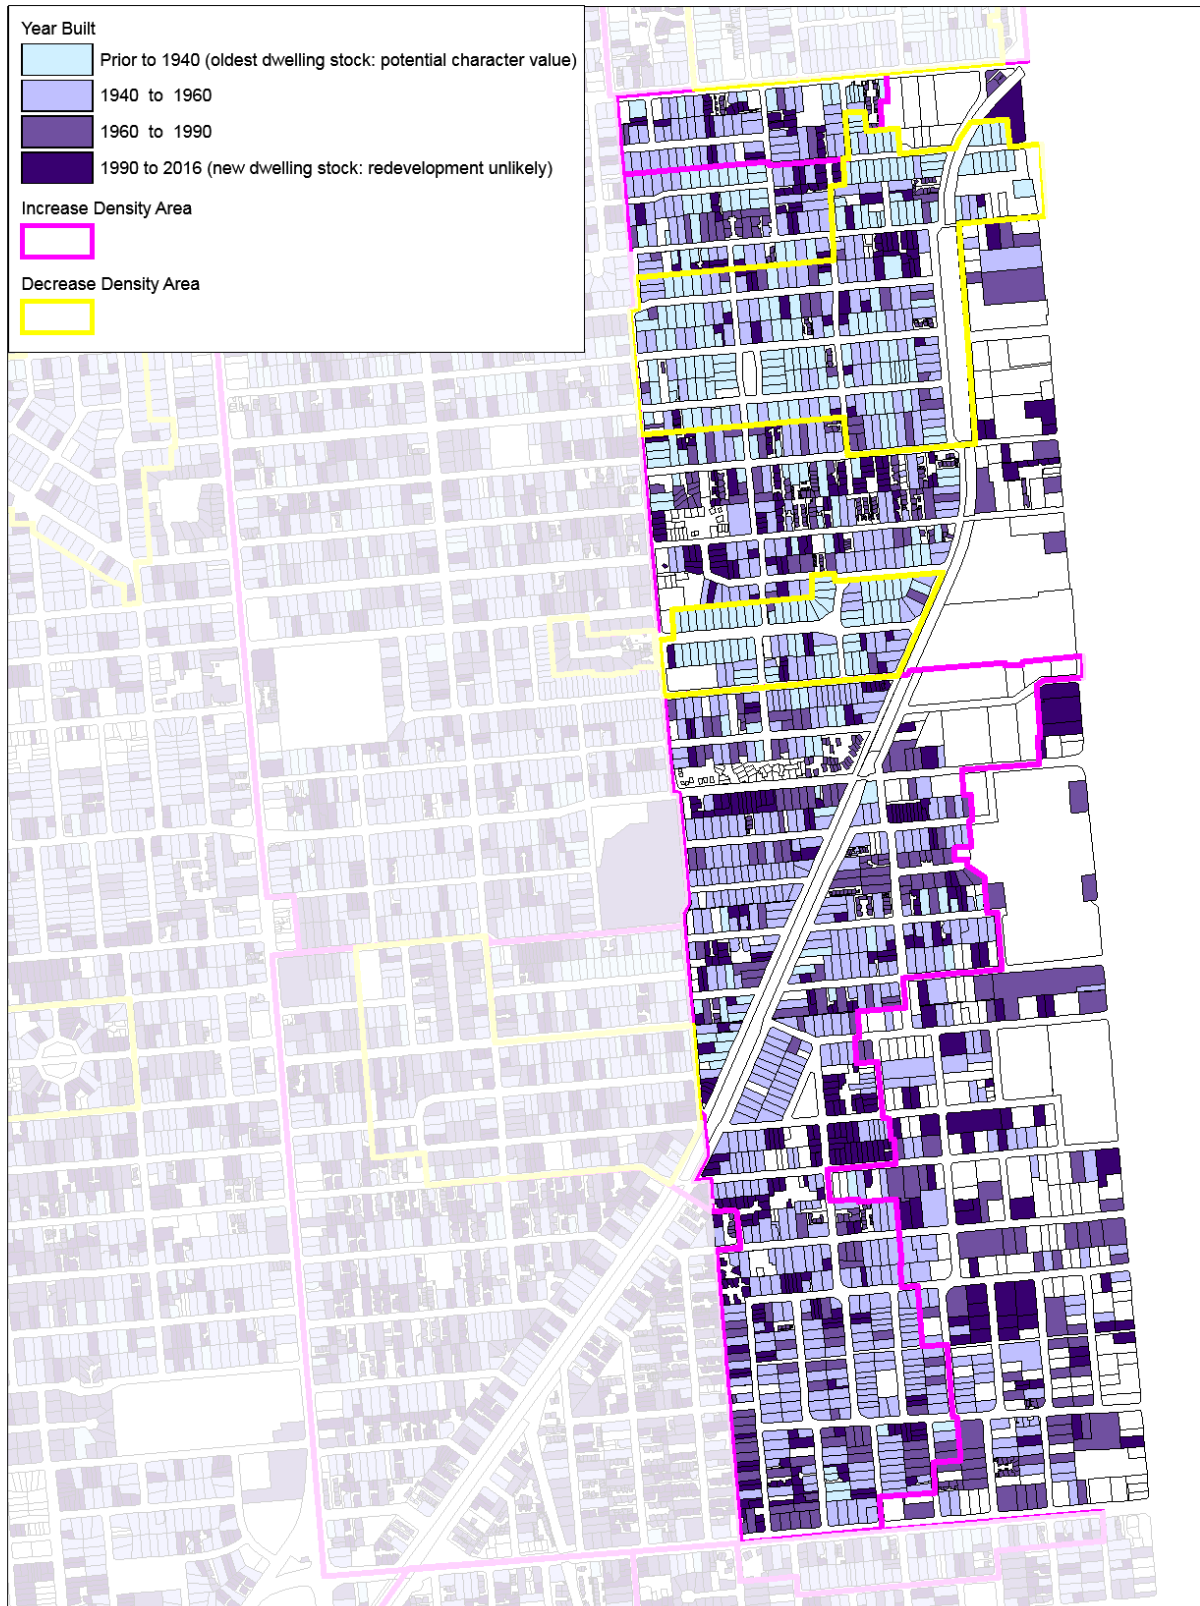 Year Built
Prior to 1940 (oldest dwelling stock: potential character value)
1940 to 1960
1960 to 1990
1990 to 2016 (new dwelling stock: redevelopment unlikely)
Increase Density Area
Decrease Density Area